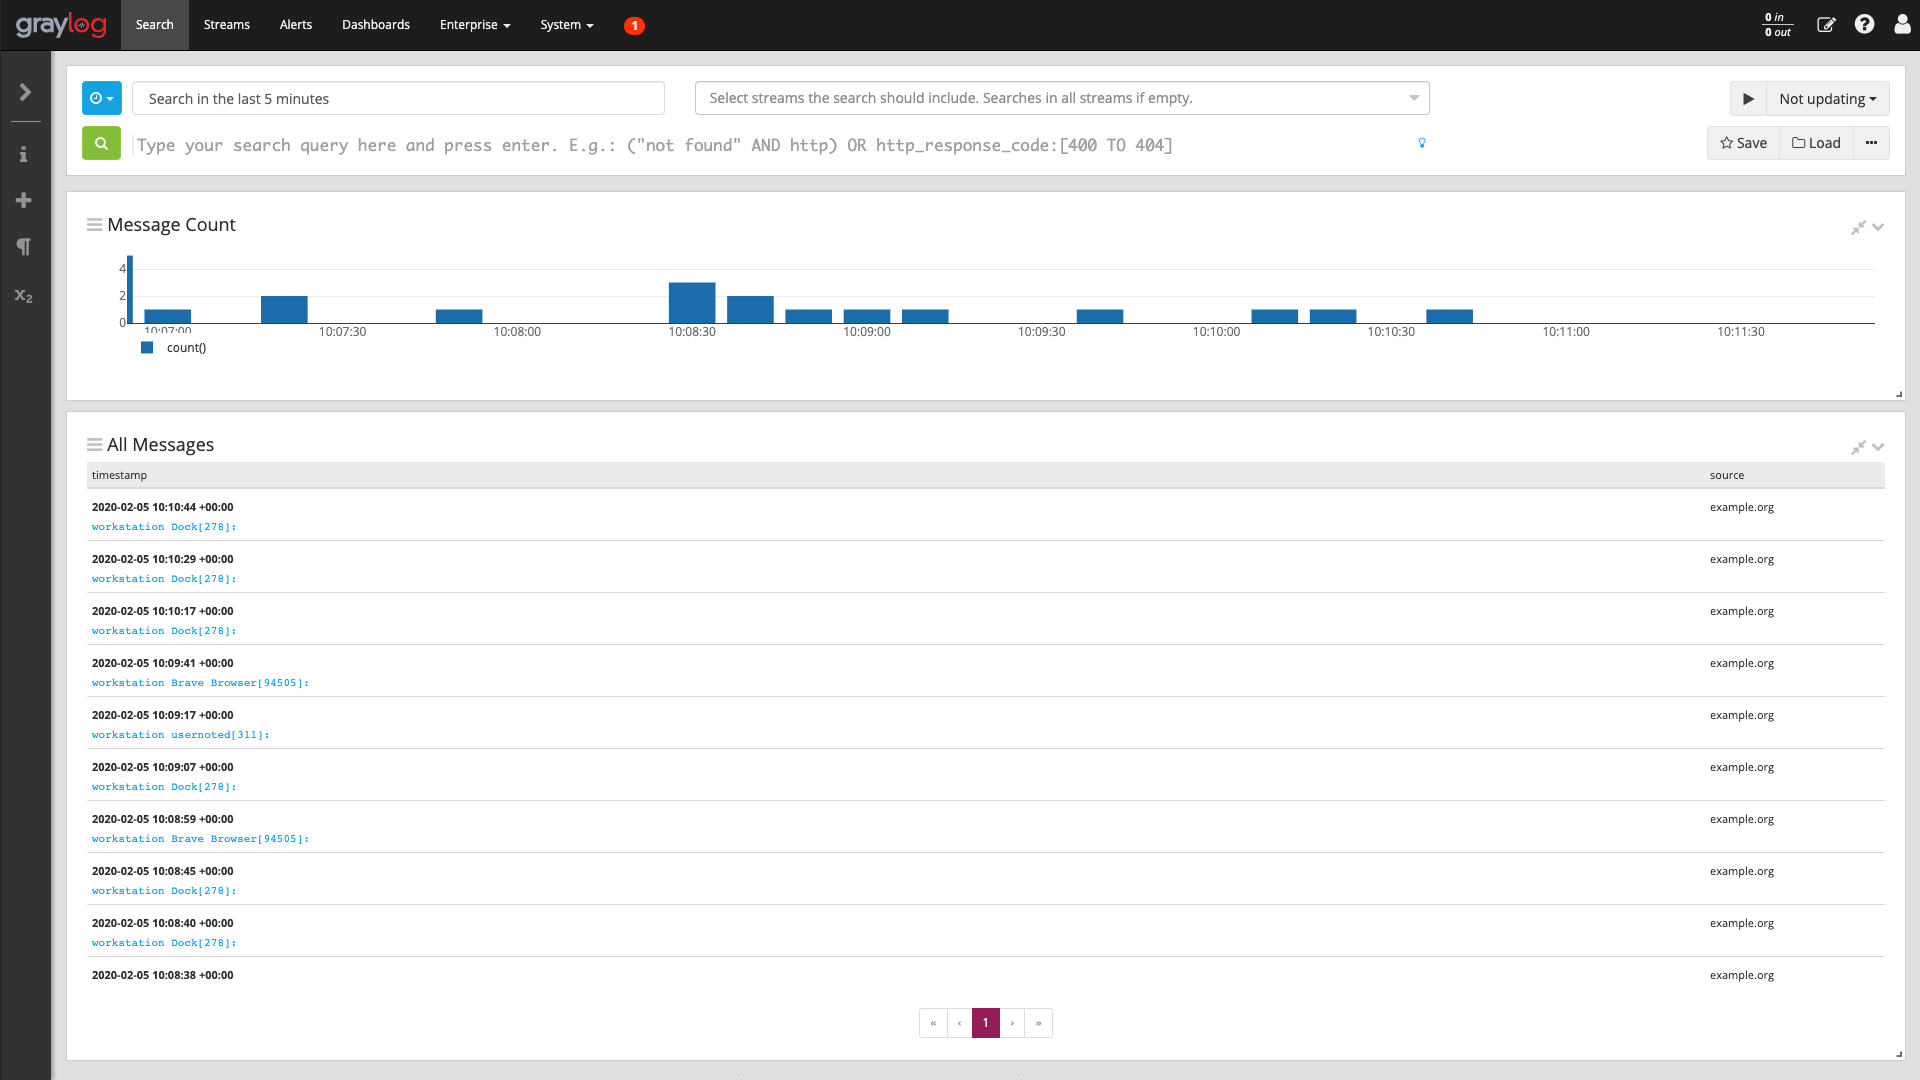 graylog Search Streams Alerts Dashboards Enterprise System 1 0 in
0 out
Search in the last 5 minutes Select streams the search should include. Searches in all streams if empty. Not updating
Type your search query here and press enter. E.g.: ("not found" AND http) OR http_response_code:[400 TO 404] Save Load
Message Count
4
2
0
10:07:00 10:07:30 10:08:00 10:08:30 10:09:00 10:09:30 10:10:00 10:10:30 10:11:00 10:11:30
count()
All Messages
timestamp source
2020-02-05 10:10:44 +00:00 example.org
workstation Dock[278]:
2020-02-05 10:10:29 +00:00 example.org
workstation Dock[278]:
2020-02-05 10:10:17 +00:00 example.org
workstation Dock[278]:
2020-02-05 10:09:41 +00:00 example.org
workstation Brave Browser[94505]:
2020-02-05 10:09:17 +00:00 example.org
workstation usernoted[311]:
2020-02-05 10:09:07 +00:00 example.org
workstation Dock[278]:
2020-02-05 10:08:59 +00:00 example.org
workstation Brave Browser[94505]:
2020-02-05 10:08:45 +00:00 example.org
workstation Dock[278]:
2020-02-05 10:08:40 +00:00 example.org
workstation Dock[278]:
2020-02-05 10:08:38 +00:00 example.org
« ‹ 1 › »